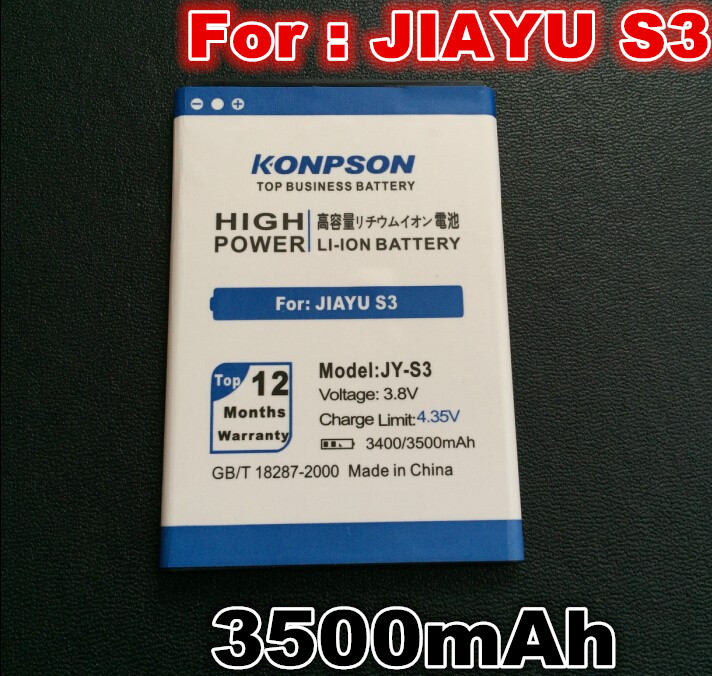 For : JIAYU S3
KONPSON
TOP BUSINESS BATTERY
HIGH POWER
高容量リチウムイオン電池
LI-ION BATTERY
For: JIAYU S3
Top 12
Months
Warranty
Model:JY-S3
Voltage: 3.8V
Charge Limit:4.35V
3400/3500mAh
GB/T 18287-2000 Made in China
3500mAh